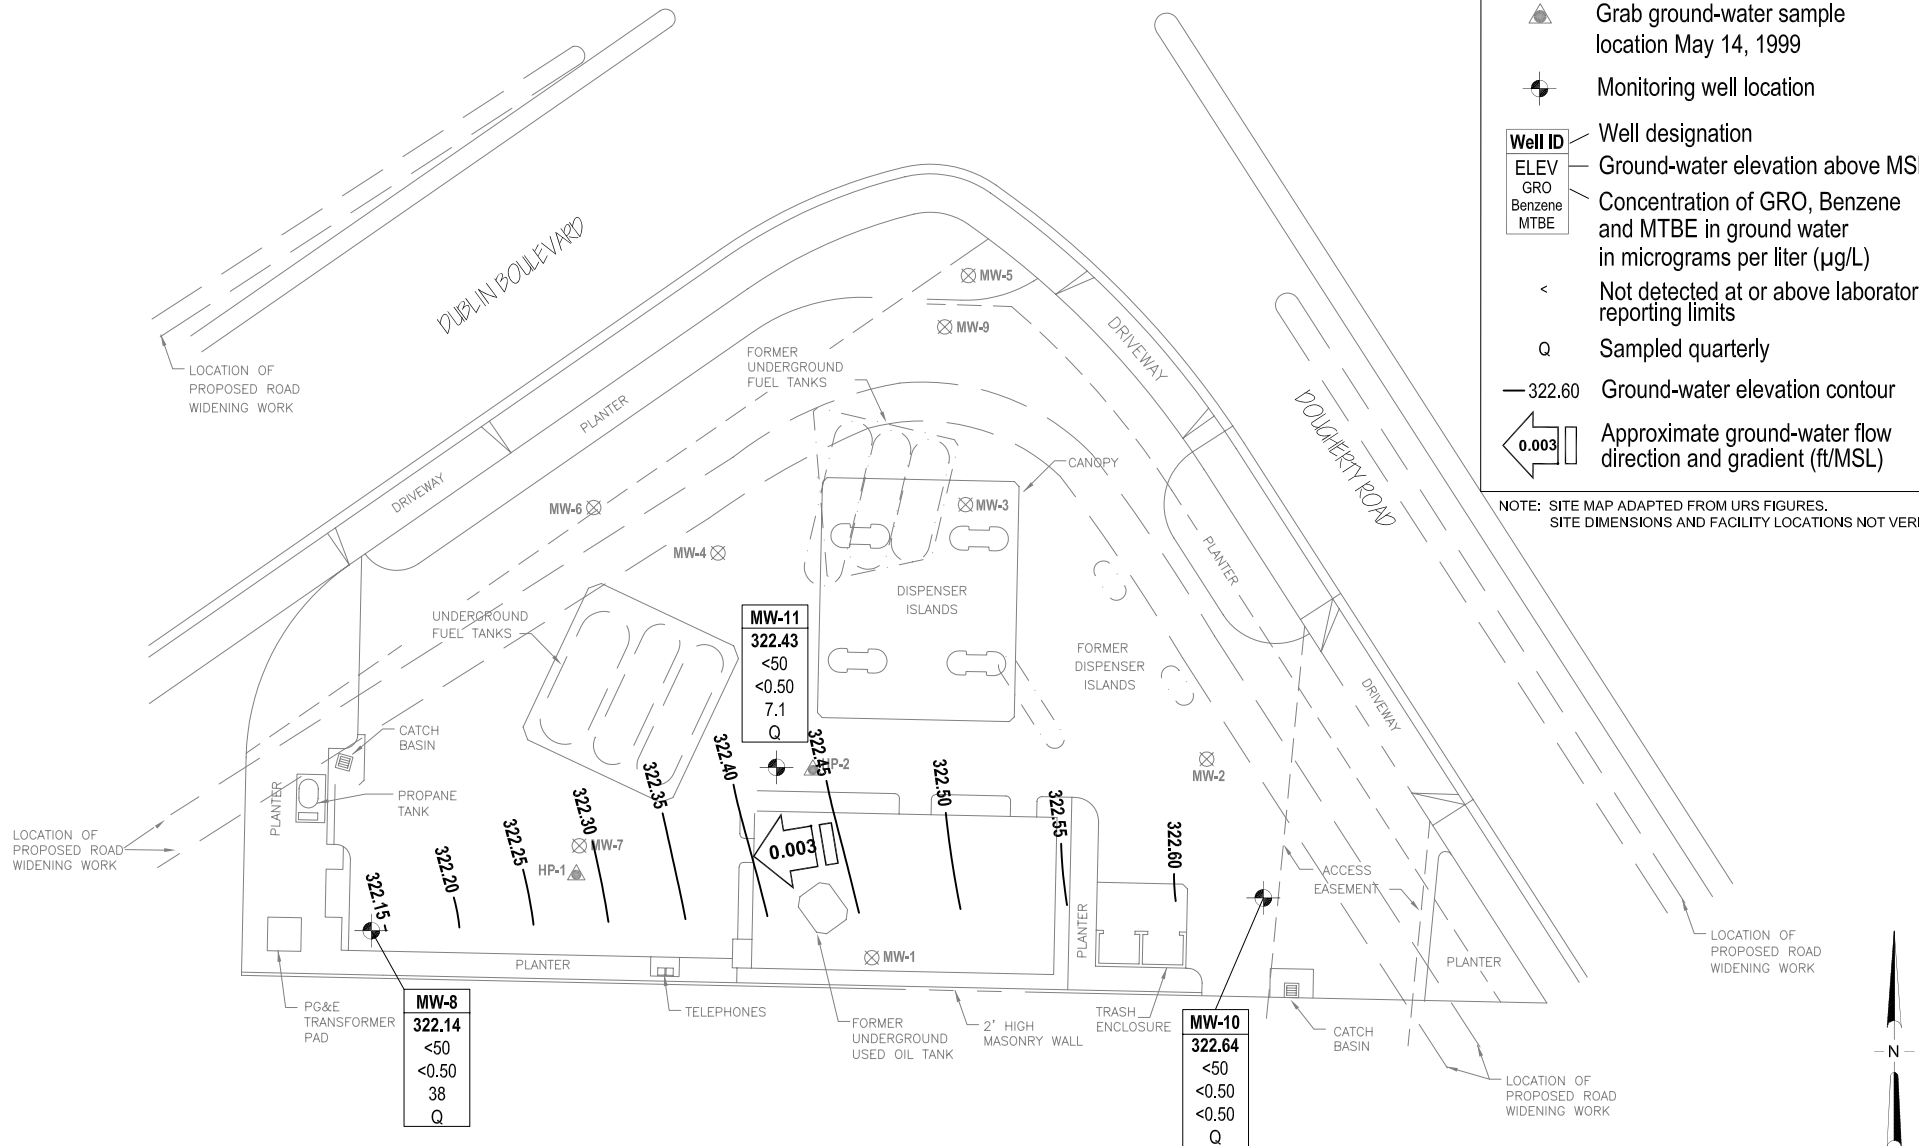 Grab ground-water sample
location May 14, 1999
Monitoring well location
Well ID
Well designation
ELEV
Ground-water elevation above
GRO
Benzene
MTBE
Concentration of GRO, Benzene
and MTBE in ground water
in micrograms per liter (µg/L)
<
Not detected at or above
reporting limits
Q
Sampled quarterly
322.60
Ground-water elevation contour
0.003
Approximate ground-water flow
direction and gradient (ft/MSL)
NOTE: SITE MAP ADAPTED FROM URS FIGURES.
SITE DIMENSIONS AND FACILITY LOCATIONS NOT
DUBLIN BOULEVARD
LOCATION OF
PROPOSED ROAD
WIDENING WORK
MW-5
MW-9
DRIVEWAY
FORMER
UNDERGROUND
FUEL TANKS
PLANTER
DOUGHERTY ROAD
CANOPY
DRIVEWAY
MW-6
MW-3
MW-4
PLANTER
DISPENSER
ISLANDS
UNDERGROUND
FUEL TANKS
MW-11
322.43
<50
<0.50
7.1
Q
FORMER
DISPENSER
ISLANDS
DRIVEWAY
CATCH
BASIN
HP-2
MW-2
PROPANE
TANK
PLANTER
LOCATION OF
PROPOSED ROAD
WIDENING WORK
322.15
322.20
322.25
322.30
322.35
322.40
322.45
322.50
322.55
322.60
MW-7
HP-1
0.003
ACCESS
EASEMENT
PLANTER
MW-1
PLANTER
PLANTER
LOCATION OF
PROPOSED ROAD
WIDENING WORK
PG&E
TRANSFORMER
PAD
MW-8
322.14
<50
<0.50
38
Q
TELEPHONES
FORMER
UNDERGROUND
USED OIL TANK
2' HIGH
MASONRY WALL
TRASH
ENCLOSURE
MW-10
322.64
<50
<0.50
<0.50
Q
CATCH
BASIN
LOCATION OF
PROPOSED ROAD
WIDENING WORK
N